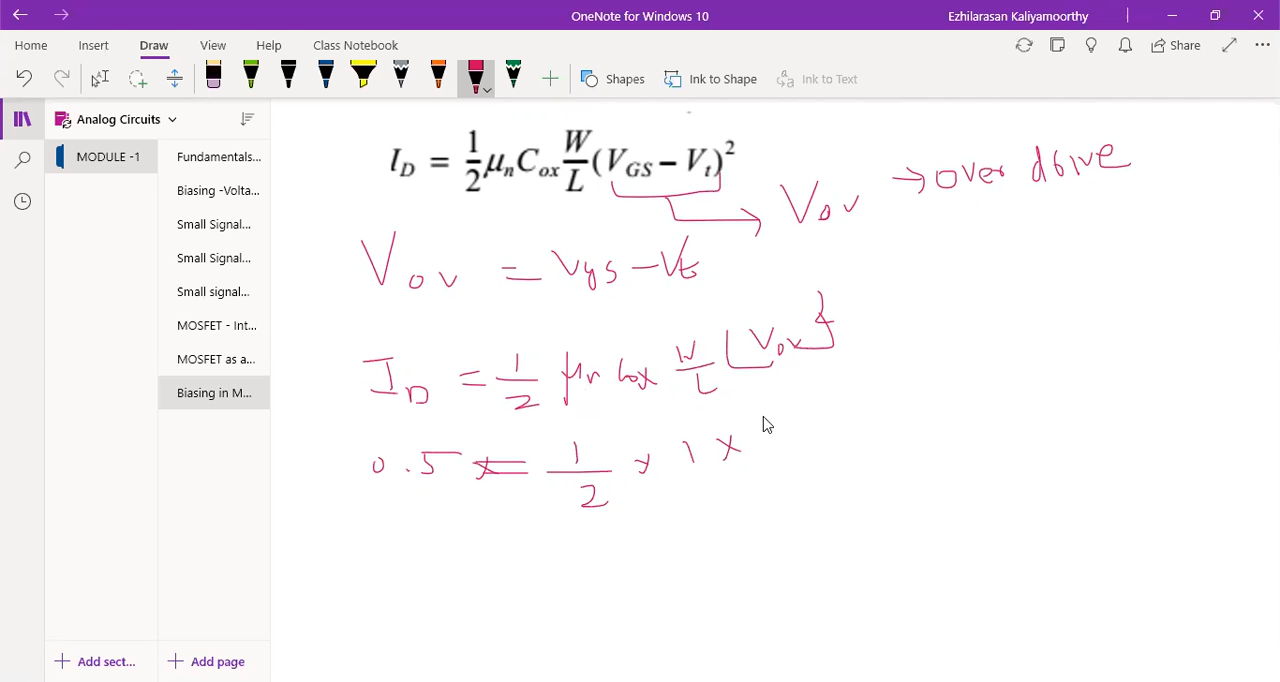 OneNote for Windows 10
Ezhilarasan Kaliyamoorthy
Home Insert Draw View Help Class Notebook
Share
Shapes Ink to Shape Ink to Text
Analog Circuits
MODULE -1
Fundamentals...
Biasing -Volta...
Small Signal...
Small Signal...
Small signal...
MOSFET - Int...
MOSFET as a...
Biasing in M...
Add sect...
Add page
I_D = 1/2 μ_n C_ox W/L (V_GS − V_t)^2
→ V_ov → over drive
V_ov = Vgs − Vt
I_D = 1/2 μn Cox W/L (V_ov)^2
0.5 = 1/2 × 1 ×